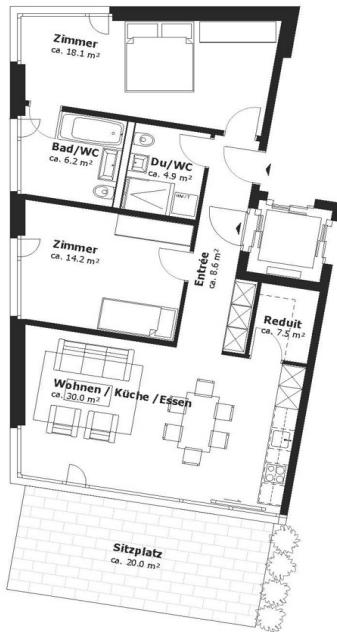 Zimmer
ca. 18.1 m²
Bad/WC
ca. 6.2 m²
Du/WC
ca. 4.9 m²
Zimmer
ca. 14.2 m²
Entrée
ca. 8.6 m²
Reduit
ca. 7.5 m²
Wohnen / Küche /Essen
ca. 30.0 m²
Sitzplatz
ca. 20.0 m²